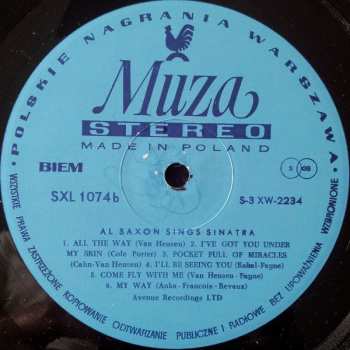 POLSKIE NAGRANIA WARSZAWA
Muza
STEREO
MADE IN POLAND
BIEM
SXL 1074b
S-3 XW-2234
AL SAXON SINGS SINATRA
1. ALL THE WAY (Van Heusen) 2. I'VE GOT YOU UNDER
MY SKIN (Cole Porter) 3. POCKET FULL OF MIRACLES
(Cahn-Van Heusen) 4. I'LL BE SEEING YOU (Kahal-Fayne)
5. COME FLY WITH ME (Van Heusen - Fayne)
6. MY WAY (Anka-Francois-Revaux)
Avenue Recordings LTD
WSZYSTKIE PRAWA ZASTRZEŻONE KOPIOWANIE ODTWARZANIE PUBLICZNE I RADIOWE BEZ UPOWAŻNIENIA WZBRONIONE